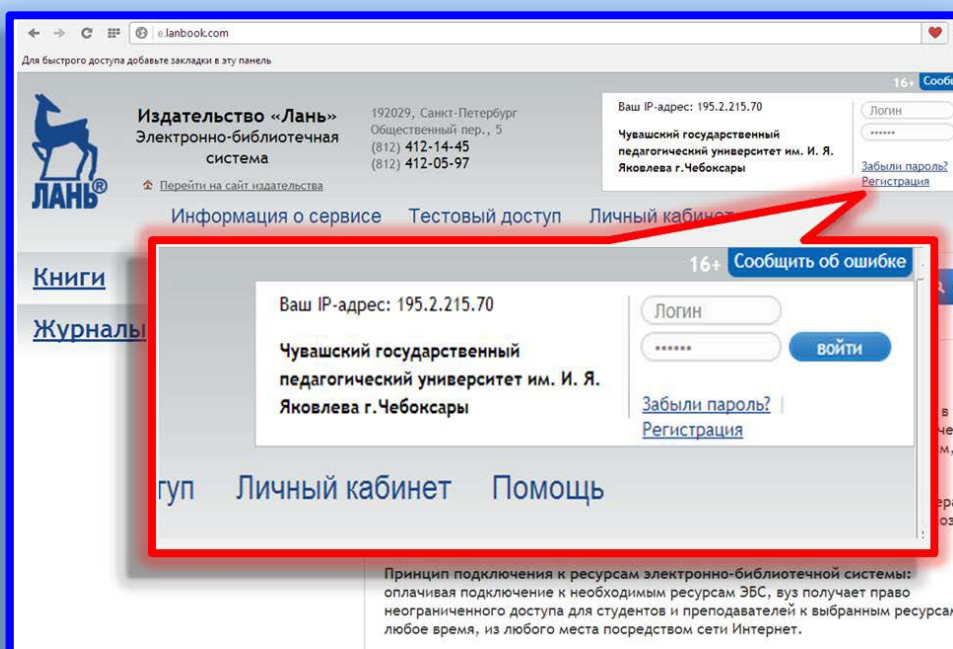 e.lanbook.com
Для быстрого доступа добавьте закладки в эту панель
16+
ЛАНЬ®
Издательство «Лань»
Электронно-библиотечная
система
Перейти на сайт издательства
192029, Санкт-Петербург
Общественный пер., 5
(812) 412-14-45
(812) 412-05-97
Ваш IP-адрес: 195.2.215.70
Чувашский государственный
педагогический университет им. И. Я.
Яковлева г.Чебоксары
Логин
Забыли пароль?
Регистрация
Информация о сервисе Тестовый доступ Личный кабинет
Книги
Журналы
16+ Сообщить об ошибке
Ваш IP-адрес: 195.2.215.70
Чувашский государственный
педагогический университет им. И. Я.
Яковлева г.Чебоксары
Логин
войти
Забыли пароль?
Регистрация
туп Личный кабинет Помощь
Принцип подключения к ресурсам электронно-библиотечной системы:
оплачивая подключение к необходимым ресурсам ЭБС, вуз получает право
неограниченного доступа для студентов и преподавателей к выбранным ресурсам
любое время, из любого места посредством сети Интернет.